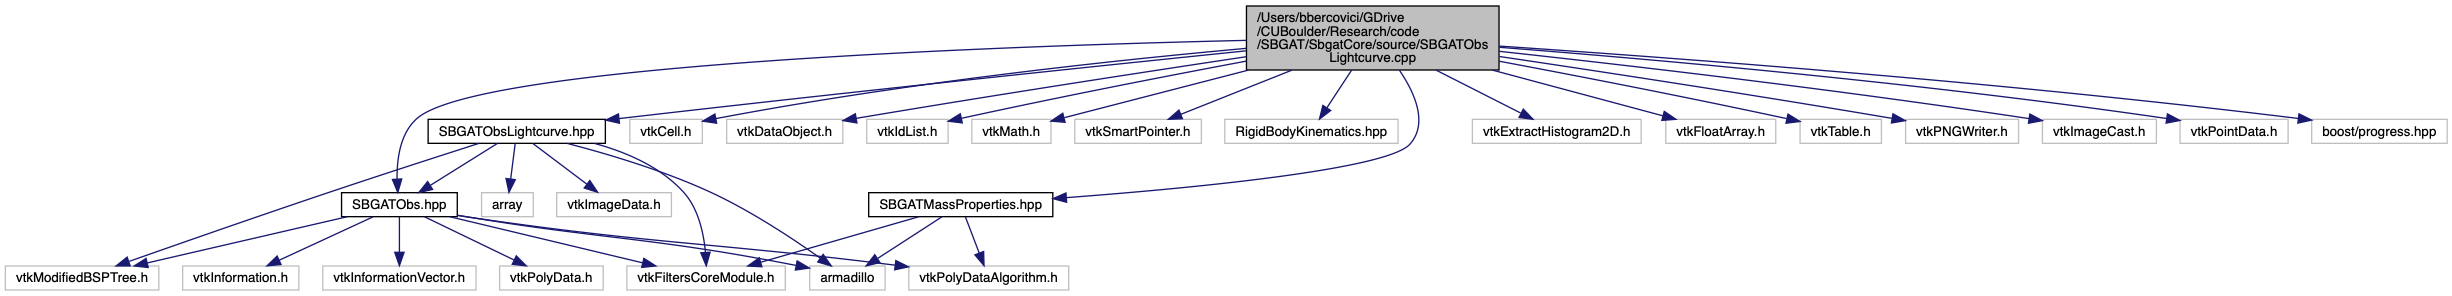 /Users/bbercovici/GDrive
/CUBoulder/Research/code
/SBGAT/SbgatCore/source/SBGATObs
Lightcurve.cpp
SBGATObsLightcurve.hpp
vtkCell.h
vtkDataObject.h
vtkIdList.h
vtkMath.h
vtkSmartPointer.h
RigidBodyKinematics.hpp
vtkExtractHistogram2D.h
vtkFloatArray.h
vtkTable.h
vtkPNGWriter.h
vtkImageCast.h
vtkPointData.h
boost/progress.hpp
SBGATObs.hpp
array
vtkImageData.h
SBGATMassProperties.hpp
vtkModifiedBSPTree.h
vtkInformation.h
vtkInformationVector.h
vtkPolyData.h
vtkFiltersCoreModule.h
armadillo
vtkPolyDataAlgorithm.h